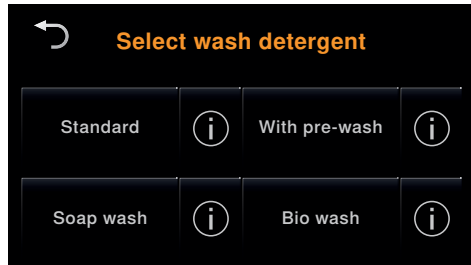 Select wash detergent
Standard
With pre-wash
Soap wash
Bio wash